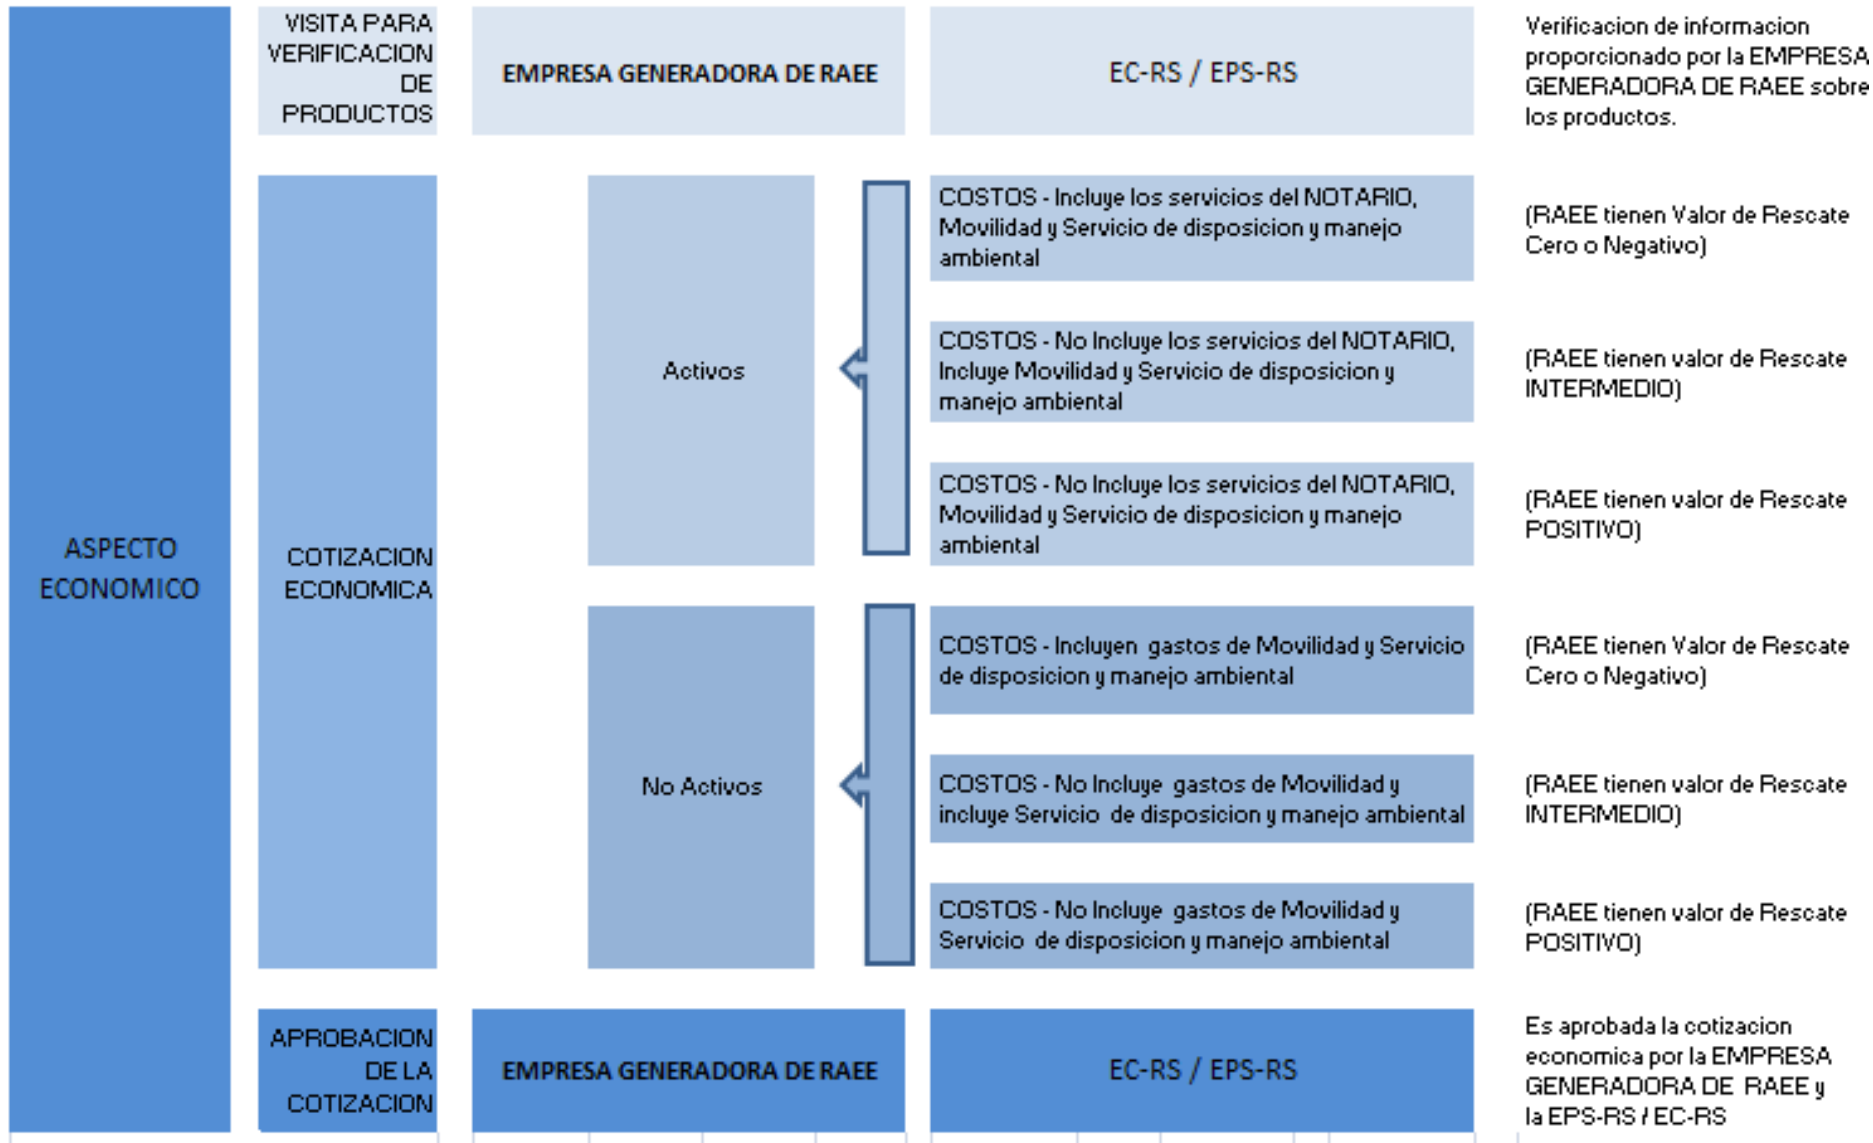 VISITA PARA
VERIFICACION
DE
PRODUCTOS
EMPRESA GENERADORA DE RAEE
EC-RS / EPS-RS
Verificacion de informacion
proporcionado por la EMPRESA
GENERADORA DE RAEE sobre
los productos.
ASPECTO
ECONOMICO
COTIZACION
ECONOMICA
Activos
COSTOS - Incluye los servicios del NOTARIO,
Movilidad y Servicio de disposicion y manejo
ambiental
(RAEE tienen Valor de Rescate
Cero o Negativo)
COSTOS - No Incluye los servicios del NOTARIO,
Incluye Movilidad y Servicio de disposicion y
manejo ambiental
(RAEE tienen valor de Rescate
INTERMEDIO)
COSTOS - No Incluye los servicios del NOTARIO,
Movilidad y Servicio de disposicion y manejo
ambiental
(RAEE tienen valor de Rescate
POSITIVO)
No Activos
COSTOS - Incluyen gastos de Movilidad y Servicio
de disposicion y manejo ambiental
(RAEE tienen Valor de Rescate
Cero o Negativo)
COSTOS - No Incluye gastos de Movilidad y
incluye Servicio de disposicion y manejo ambiental
(RAEE tienen valor de Rescate
INTERMEDIO)
COSTOS - No Incluye gastos de Movilidad y
Servicio de disposicion y manejo ambiental
(RAEE tienen valor de Rescate
POSITIVO)
APROBACION
DE LA
COTIZACION
EMPRESA GENERADORA DE RAEE
EC-RS / EPS-RS
Es aprobada la cotizacion
economica por la EMPRESA
GENERADORA DE RAEE y
la EPS-RS / EC-RS